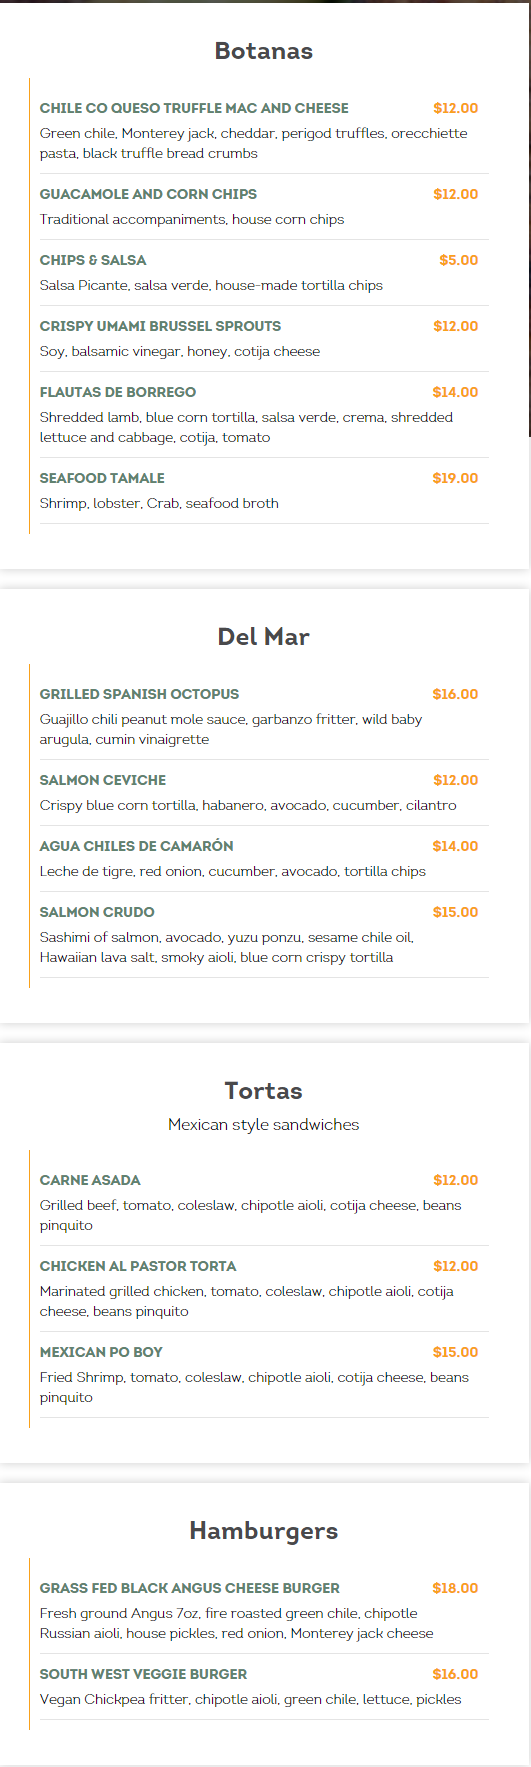 Botanas
CHILE CO QUESO TRUFFLE MAC AND CHEESE $12.00
Green chile, Monterey jack, cheddar, perigod truffles, orecchiette
pasta, black truffle bread crumbs
GUACAMOLE AND CORN CHIPS $12.00
Traditional accompaniments, house corn chips
CHIPS & SALSA $5.00
Salsa Picante, salsa verde, house-made tortilla chips
CRISPY UMAMI BRUSSEL SPROUTS $12.00
Soy, balsamic vinegar, honey, cotija cheese
FLAUTAS DE BORREGO $14.00
Shredded lamb, blue corn tortilla, salsa verde, crema, shredded
lettuce and cabbage, cotija, tomato
SEAFOOD TAMALE $19.00
Shrimp, lobster, Crab, seafood broth
Del Mar
GRILLED SPANISH OCTOPUS $16.00
Guajillo chili peanut mole sauce, garbanzo fritter, wild baby
arugula, cumin vinaigrette
SALMON CEVICHE $12.00
Crispy blue corn tortilla, habanero, avocado, cucumber, cilantro
AGUA CHILES DE CAMARÓN $14.00
Leche de tigre, red onion, cucumber, avocado, tortilla chips
SALMON CRUDO $15.00
Sashimi of salmon, avocado, yuzu ponzu, sesame chile oil,
Hawaiian lava salt, smoky aioli, blue corn crispy tortilla
Tortas
Mexican style sandwiches
CARNE ASADA $12.00
Grilled beef, tomato, coleslaw, chipotle aioli, cotija cheese, beans
pinquito
CHICKEN AL PASTOR TORTA $12.00
Marinated grilled chicken, tomato, coleslaw, chipotle aioli, cotija
cheese, beans pinquito
MEXICAN PO BOY $15.00
Fried Shrimp, tomato, coleslaw, chipotle aioli, cotija cheese, beans
pinquito
Hamburgers
GRASS FED BLACK ANGUS CHEESE BURGER $18.00
Fresh ground Angus 7oz, fire roasted green chile, chipotle
Russian aioli, house pickles, red onion, Monterey jack cheese
SOUTH WEST VEGGIE BURGER $16.00
Vegan Chickpea fritter, chipotle aioli, green chile, lettuce, pickles